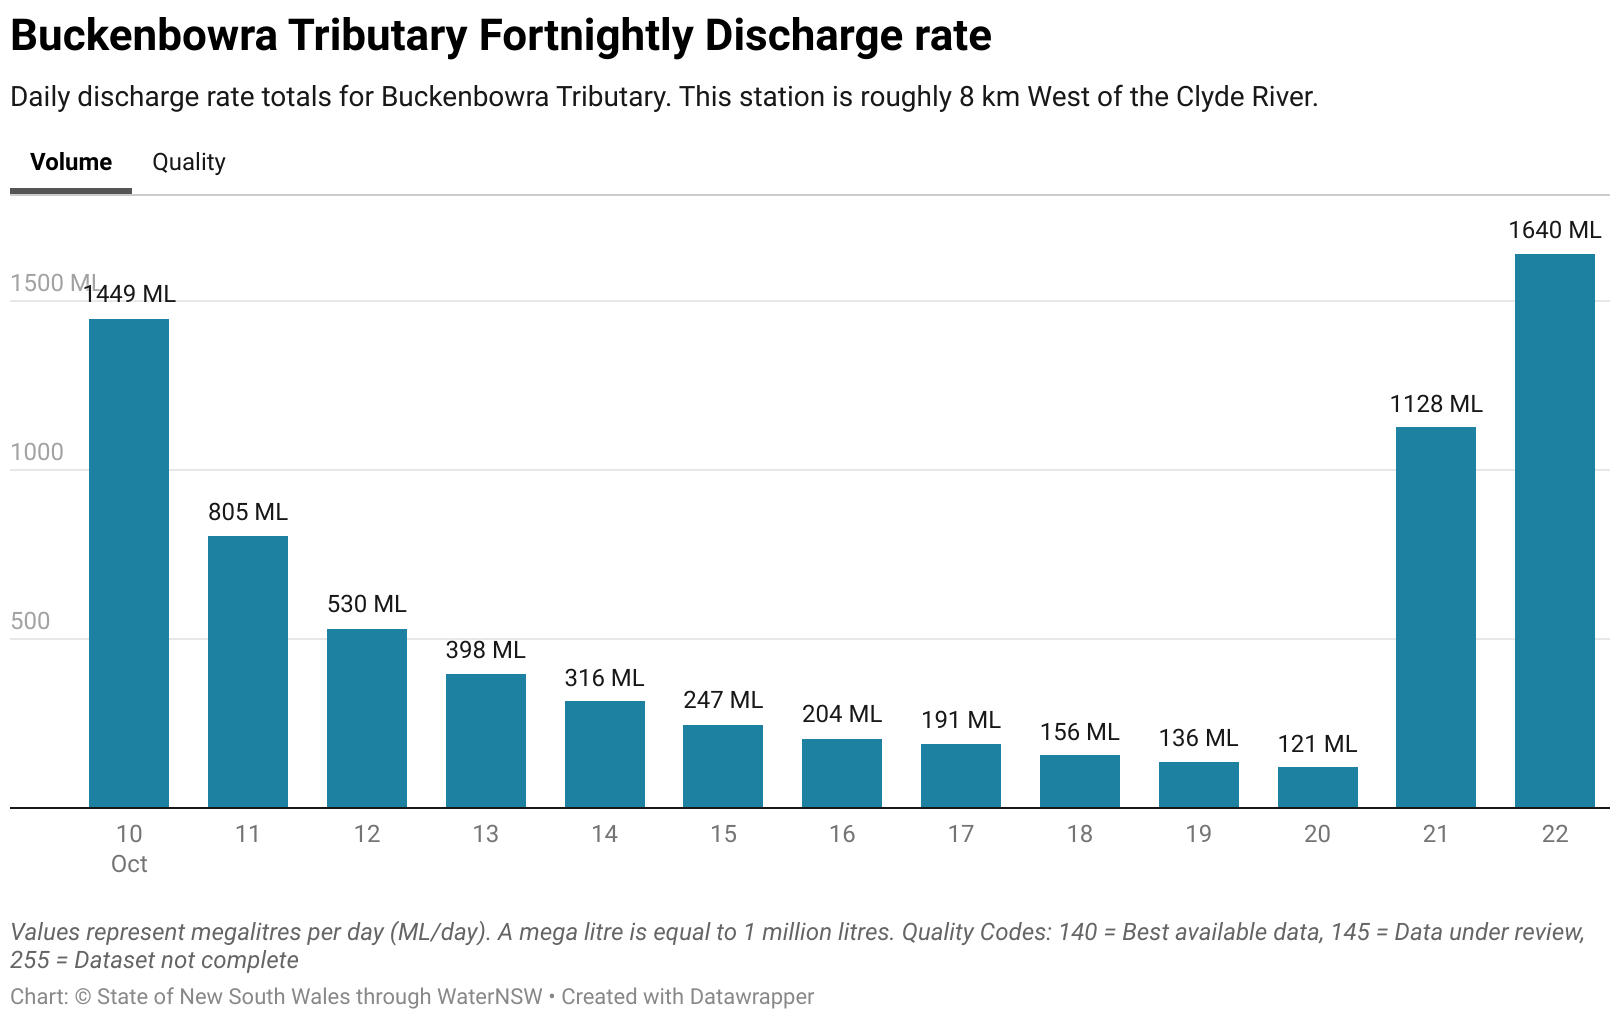 Buckenbowra Tributary Fortnightly Discharge rate
Daily discharge rate totals for Buckenbowra Tributary. This station is roughly 8 km West of the Clyde River.
Volume Quality
1640 ML
1500 ML
1449 ML
1128 ML
1000
805 ML
530 ML
500
398 ML
316 ML
247 ML
204 ML
191 ML
156 ML
136 ML
121 ML
10 11 12 13 14 15 16 17 18 19 20 21 22
Oct
Values represent megalitres per day (ML/day). A mega litre is equal to 1 million litres. Quality Codes: 140 = Best available data, 145 = Data under review,
255 = Dataset not complete
Chart: © State of New South Wales through WaterNSW • Created with Datawrapper